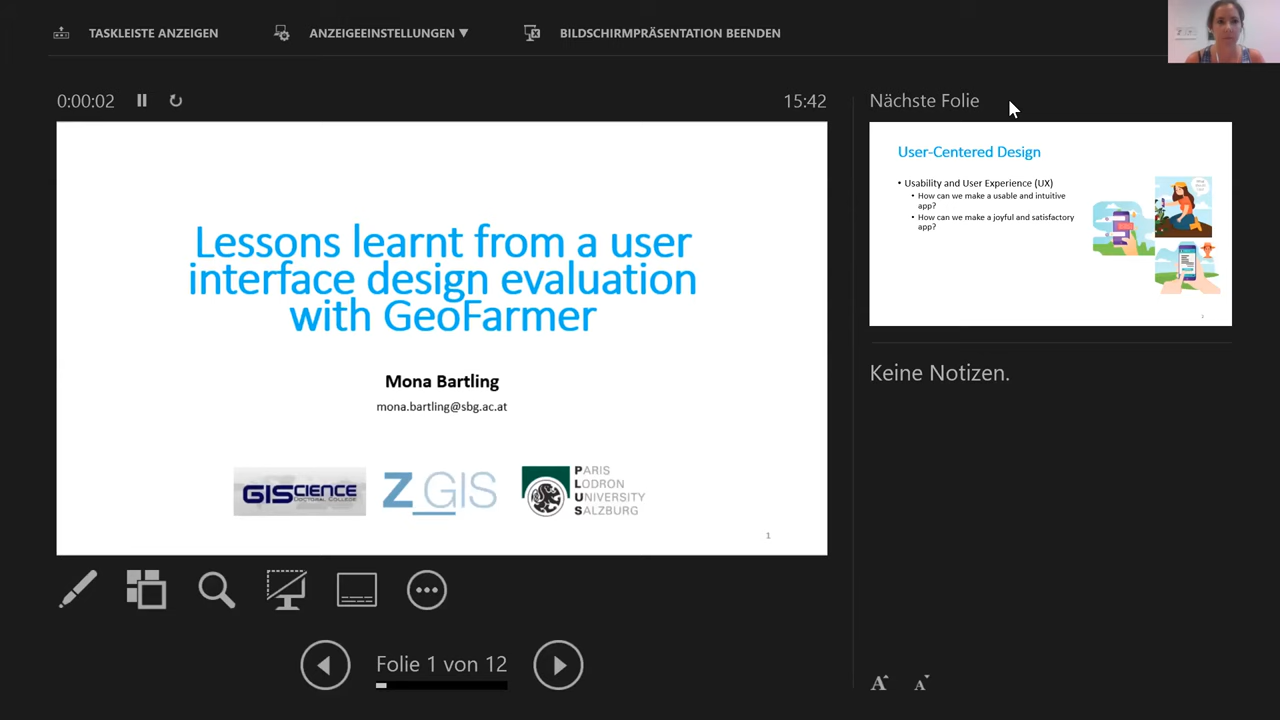 TASKLEISTE ANZEIGEN
ANZEIGEEINSTELLUNGEN ▼
BILDSCHIRMPRÄSENTATION BEENDEN
0:00:02
15:42
Lessons learnt from a user
interface design evaluation
with GeoFarmer
Mona Bartling
mona.bartling@sbg.ac.at
GIScience
DOCTORAL COLLEGE
Z_GIS
PARIS
LODRON
UNIVERSITY
SALZBURG
1
Folie 1 von 12
Nächste Folie
User-Centered Design
• Usability and User Experience (UX)
• How can we make a usable and intuitive
app?
• How can we make a joyful and satisfactory
app?
Keine Notizen.
A A